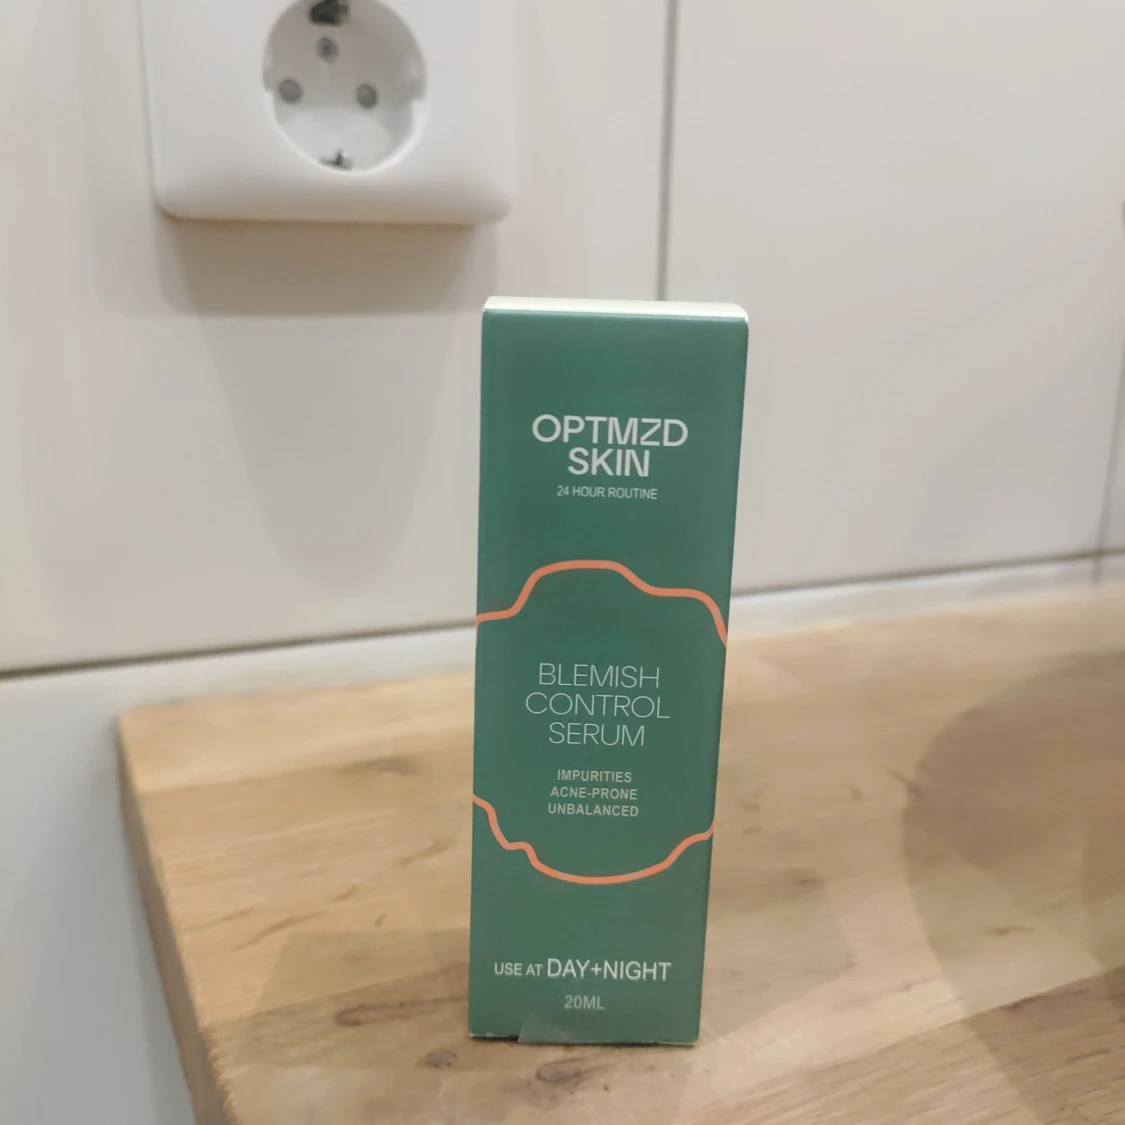 OPTMZD
SKIN
24 HOUR ROUTINE
BLEMISH
CONTROL
SERUM
IMPURITIES
ACNE-PRONE
UNBALANCED
USE AT DAY+NIGHT
20ML